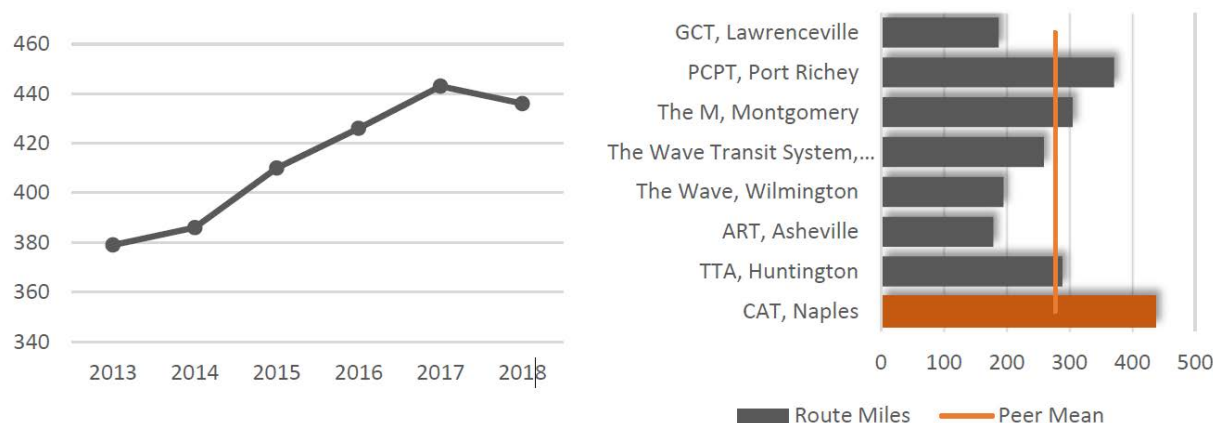 460
440
420
400
380
360
340
2013 2014 2015 2016 2017 2018
GCT, Lawrenceville
PCPT, Port Richey
The M, Montgomery
The Wave Transit System,...
The Wave, Wilmington
ART, Asheville
TTA, Huntington
CAT, Naples
0 100 200 300 400 500
Route Miles Peer Mean